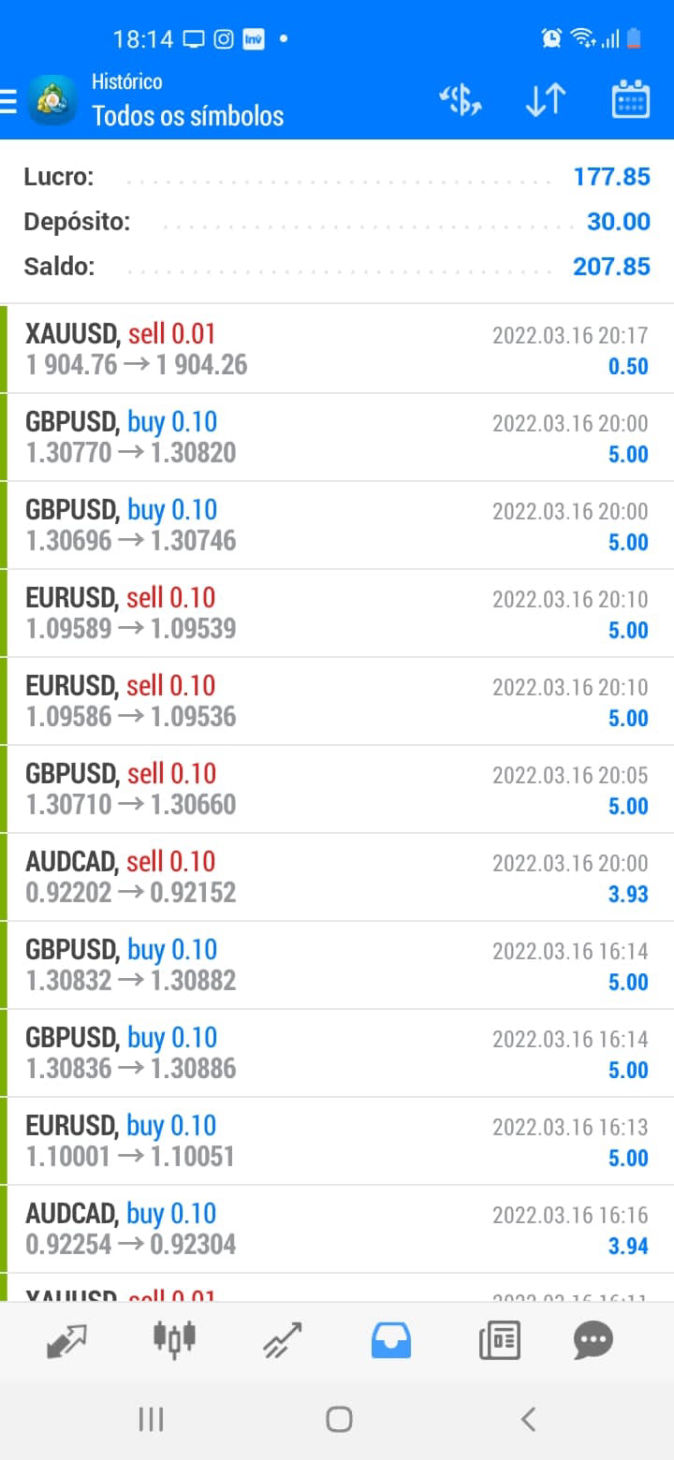 18:14
Histórico
Todos os símbolos
Lucro: 177.85
Depósito: 30.00
Saldo: 207.85
XAUUSD, sell 0.01 2022.03.16 20:17
1 904.76 → 1 904.26 0.50
GBPUSD, buy 0.10 2022.03.16 20:00
1.30770 → 1.30820 5.00
GBPUSD, buy 0.10 2022.03.16 20:00
1.30696 → 1.30746 5.00
EURUSD, sell 0.10 2022.03.16 20:10
1.09589 → 1.09539 5.00
EURUSD, sell 0.10 2022.03.16 20:10
1.09586 → 1.09536 5.00
GBPUSD, sell 0.10 2022.03.16 20:05
1.30710 → 1.30660 5.00
AUDCAD, sell 0.10 2022.03.16 20:00
0.92202 → 0.92152 3.93
GBPUSD, buy 0.10 2022.03.16 16:14
1.30832 → 1.30882 5.00
GBPUSD, buy 0.10 2022.03.16 16:14
1.30836 → 1.30886 5.00
EURUSD, buy 0.10 2022.03.16 16:13
1.10001 → 1.10051 5.00
AUDCAD, buy 0.10 2022.03.16 16:16
0.92254 → 0.92304 3.94
XAUUSD, sell 0.01 2022.03.16 16:11